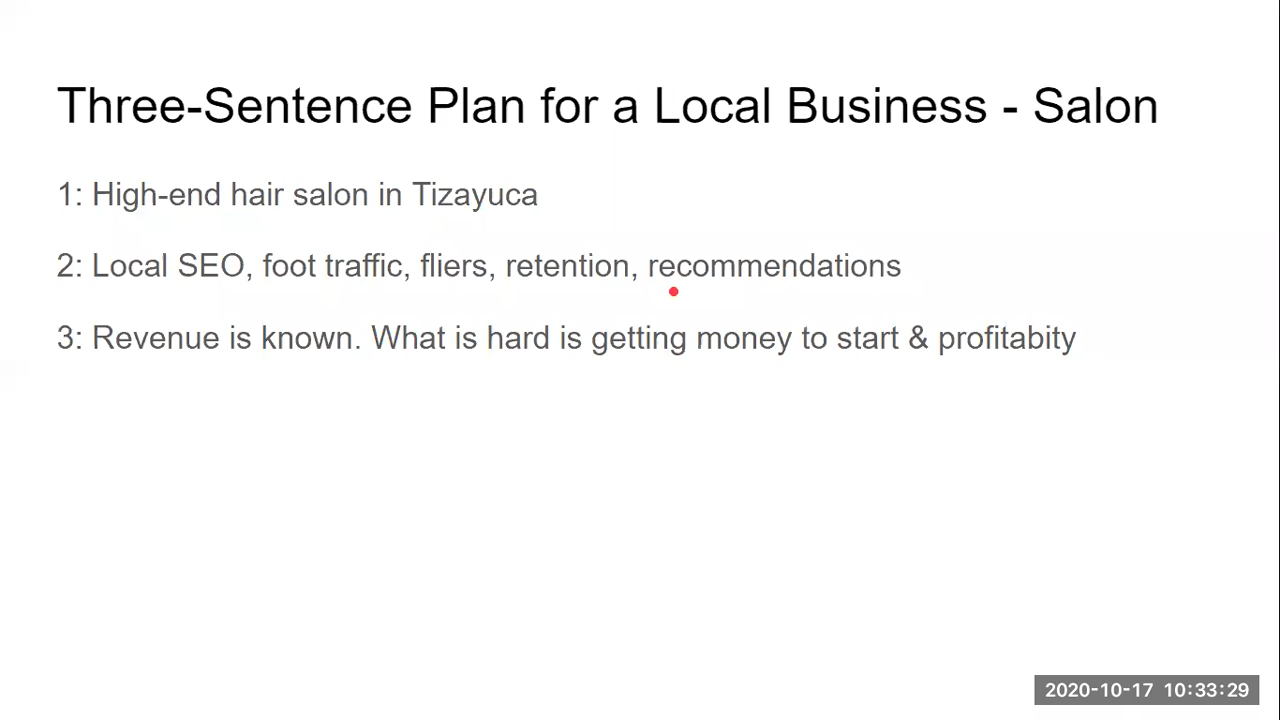 Three-Sentence Plan for a Local Business - Salon
1: High-end hair salon in Tizayuca
2: Local SEO, foot traffic, fliers, retention, recommendations
3: Revenue is known. What is hard is getting money to start & profitabity
2020-10-17 10:33:29